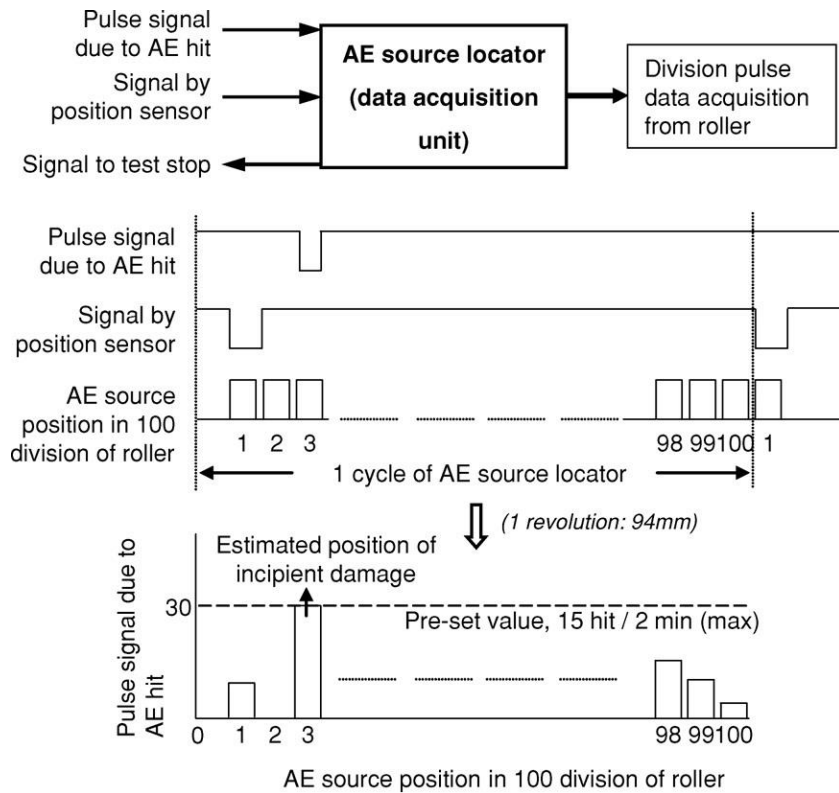 Pulse signal
due to AE hit
Signal by
position sensor
Signal to test stop
AE source locator
(data acquisition
unit)
Division pulse
data acquisition
from roller
Pulse signal
due to AE hit
Signal by
position sensor
AE source
position in 100
division of roller
1 2 3 98 99 100 1
1 cycle of AE source locator
(1 revolution: 94mm)
Estimated position of
incipient damage
30
Pre-set value, 15 hit / 2 min (max)
Pulse signal due to
AE hit
0 1 2 3 98 99 100
AE source position in 100 division of roller